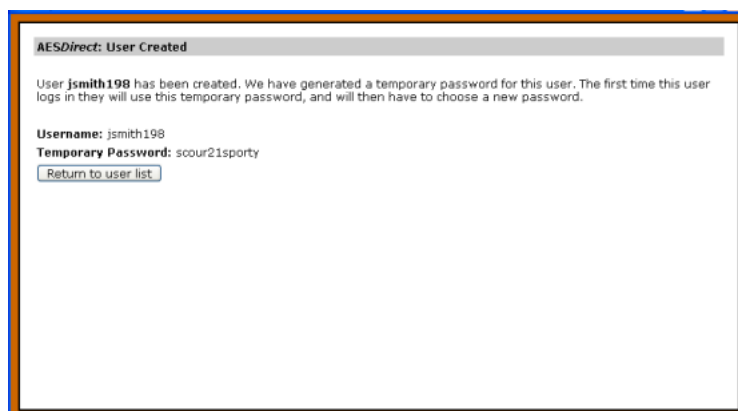 AESDirect: User Created
User jsmith198 has been created. We have generated a temporary password for this user. The first time this user
logs in they will use this temporary password, and will then have to choose a new password.
Username: jsmith198
Temporary Password: scour21sporty
Return to user list